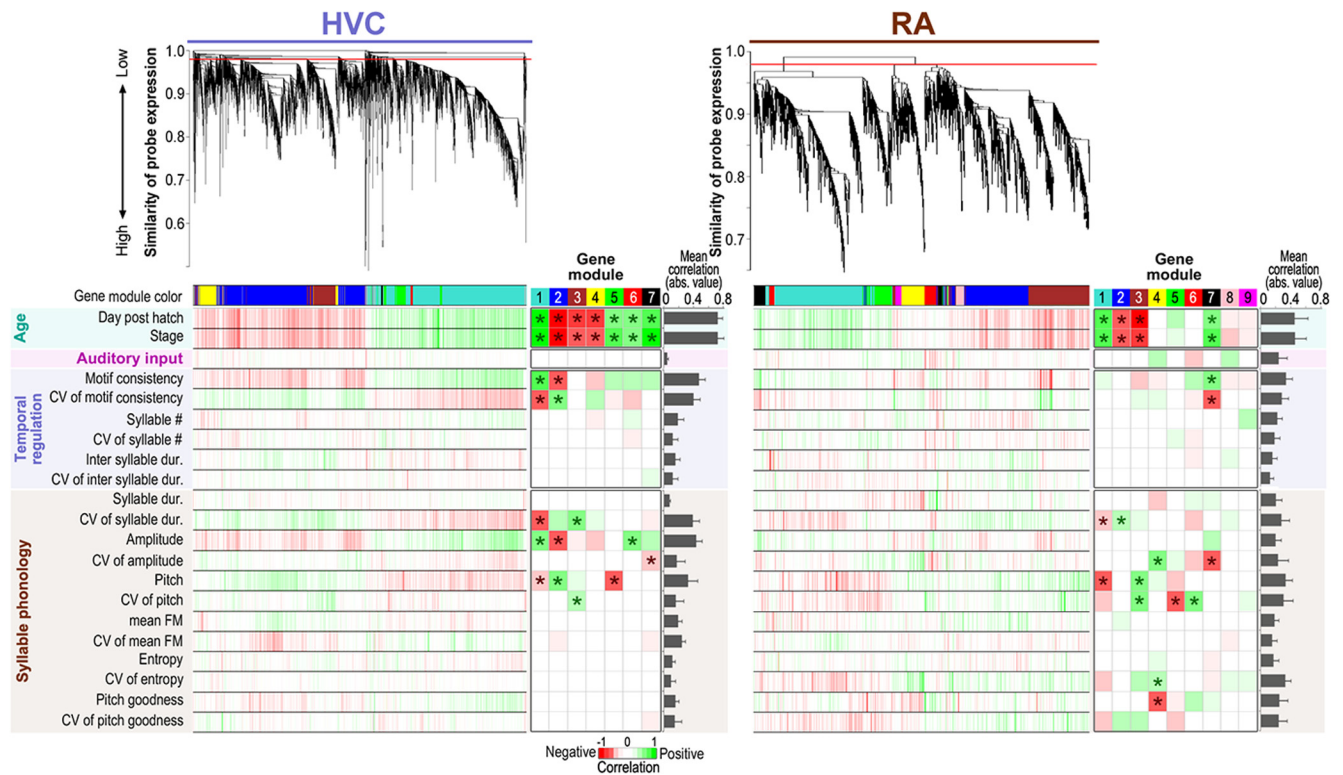 HVC
RA
Low
High
Similarity of probe expression
1.0
0.9
0.8
0.7
0.6
Similarity of probe expression
1.0
0.9
0.8
0.7
Gene
module
Mean
correlation
(abs. value)
Gene
module
Mean
correlation
(abs. value)
Gene module color
1 2 3 4 5 6 7
0 0.4 0.8
1 2 3 4 5 6 7 8 9
0 0.4 0.8
Age
Day post hatch
* * * * * * *
* * * *
Stage
* * * * * * *
* * * *
Auditory input
Temporal
regulation
Motif consistency
* *
*
CV of motif consistency
* *
*
Syllable #
CV of syllable #
Inter syllable dur.
CV of inter syllable dur.
Syllable phonology
Syllable dur.
CV of syllable dur.
* *
* *
Amplitude
* * *
CV of amplitude
*
* *
Pitch
* * *
* *
CV of pitch
*
* * *
mean FM
CV of mean FM
Entropy
CV of entropy
*
Pitch goodness
*
CV of pitch goodness
-1 0 1
Negative Positive
Correlation